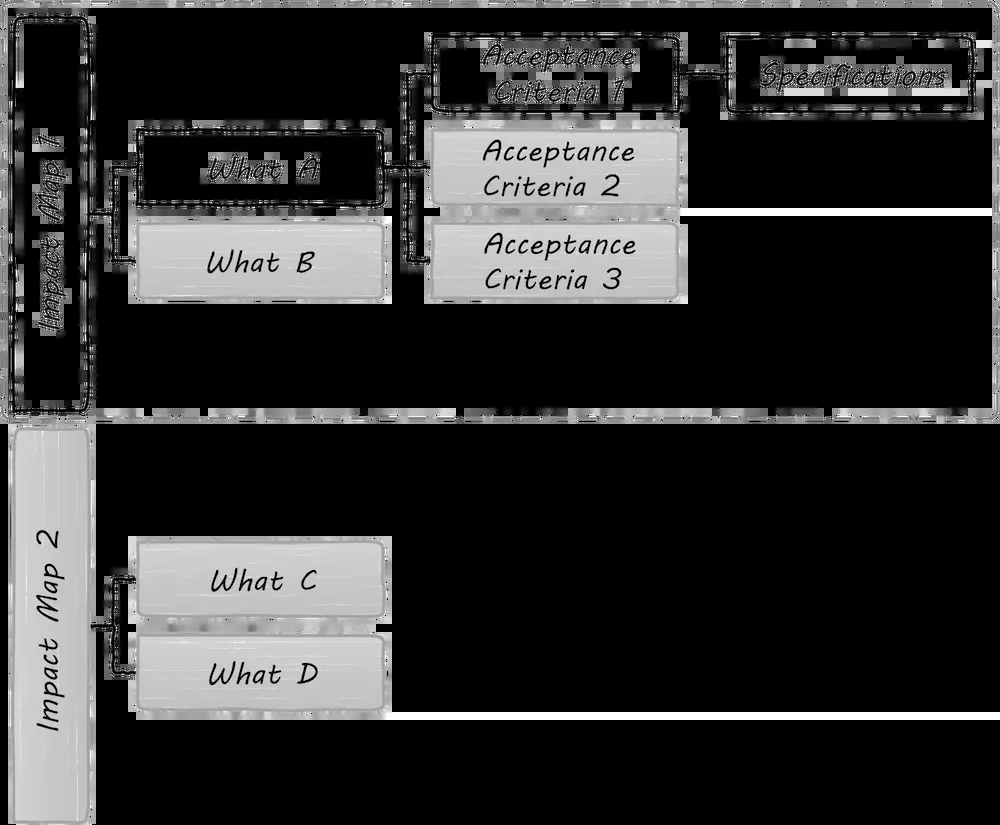 Impact Map 1
What A
What B
Acceptance
Criteria 1
Acceptance
Criteria 2
Acceptance
Criteria 3
Specifications
Impact Map 2
What C
What D